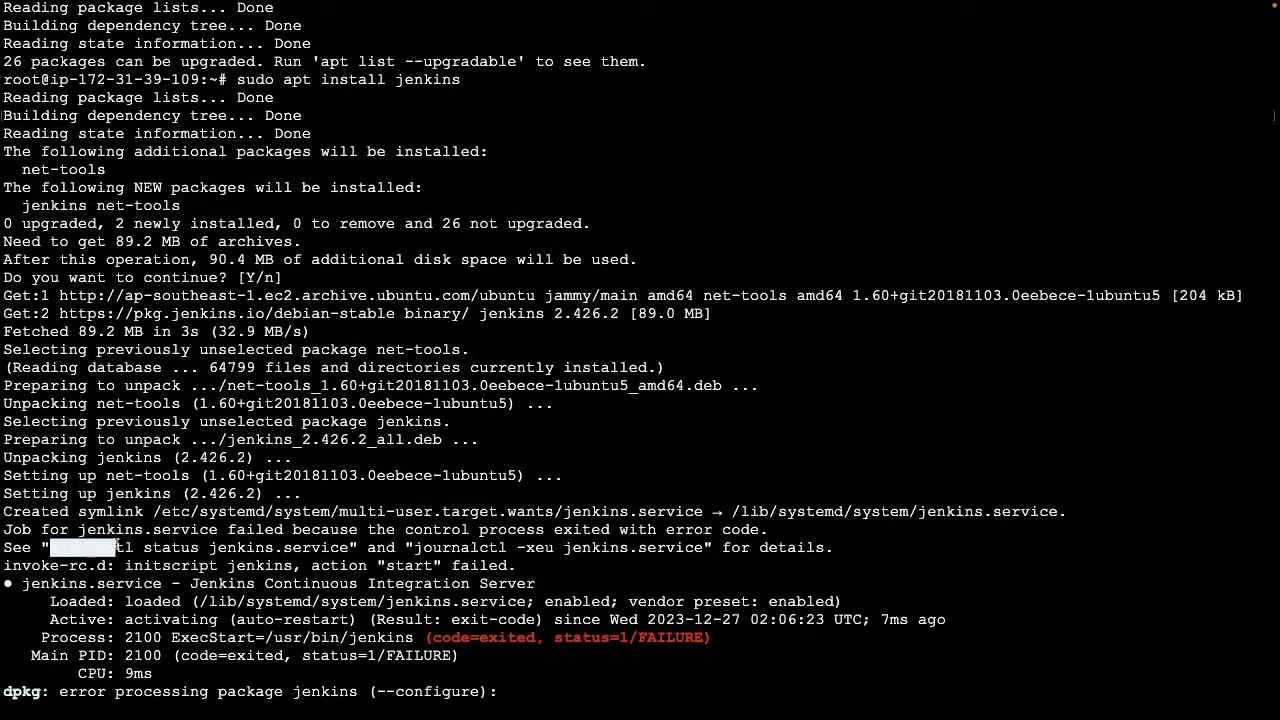 Reading package lists... Done
Building dependency tree... Done
Reading state information... Done
26 packages can be upgraded. Run 'apt list --upgradable' to see them.
root@ip-172-31-39-109:~# sudo apt install jenkins
Reading package lists... Done
Building dependency tree... Done
Reading state information... Done
The following additional packages will be installed:
  net-tools
The following NEW packages will be installed:
  jenkins net-tools
0 upgraded, 2 newly installed, 0 to remove and 26 not upgraded.
Need to get 89.2 MB of archives.
After this operation, 90.4 MB of additional disk space will be used.
Do you want to continue? [Y/n]
Get:1 http://ap-southeast-1.ec2.archive.ubuntu.com/ubuntu jammy/main amd64 net-tools amd64 1.60+git20181103.0eebece-1ubuntu5 [204 kB]
Get:2 https://pkg.jenkins.io/debian-stable binary/ jenkins 2.426.2 [89.0 MB]
Fetched 89.2 MB in 3s (32.9 MB/s)
Selecting previously unselected package net-tools.
(Reading database ... 64799 files and directories currently installed.)
Preparing to unpack .../net-tools_1.60+git20181103.0eebece-1ubuntu5_amd64.deb ...
Unpacking net-tools (1.60+git20181103.0eebece-1ubuntu5) ...
Selecting previously unselected package jenkins.
Preparing to unpack .../jenkins_2.426.2_all.deb ...
Unpacking jenkins (2.426.2) ...
Setting up net-tools (1.60+git20181103.0eebece-1ubuntu5) ...
Setting up jenkins (2.426.2) ...
Created symlink /etc/systemd/system/multi-user.target.wants/jenkins.service → /lib/systemd/system/jenkins.service.
Job for jenkins.service failed because the control process exited with error code.
See " status jenkins.service" and "journalctl -xeu jenkins.service" for details.
invoke-rc.d: initscript jenkins, action "start" failed.
● jenkins.service - Jenkins Continuous Integration Server
     Loaded: loaded (/lib/systemd/system/jenkins.service; enabled; vendor preset: enabled)
     Active: activating (auto-restart) (Result: exit-code) since Wed 2023-12-27 02:06:23 UTC; 7ms ago
    Process: 2100 ExecStart=/usr/bin/jenkins (code=exited, status=1/FAILURE)
   Main PID: 2100 (code=exited, status=1/FAILURE)
        CPU: 9ms
dpkg: error processing package jenkins (--configure):